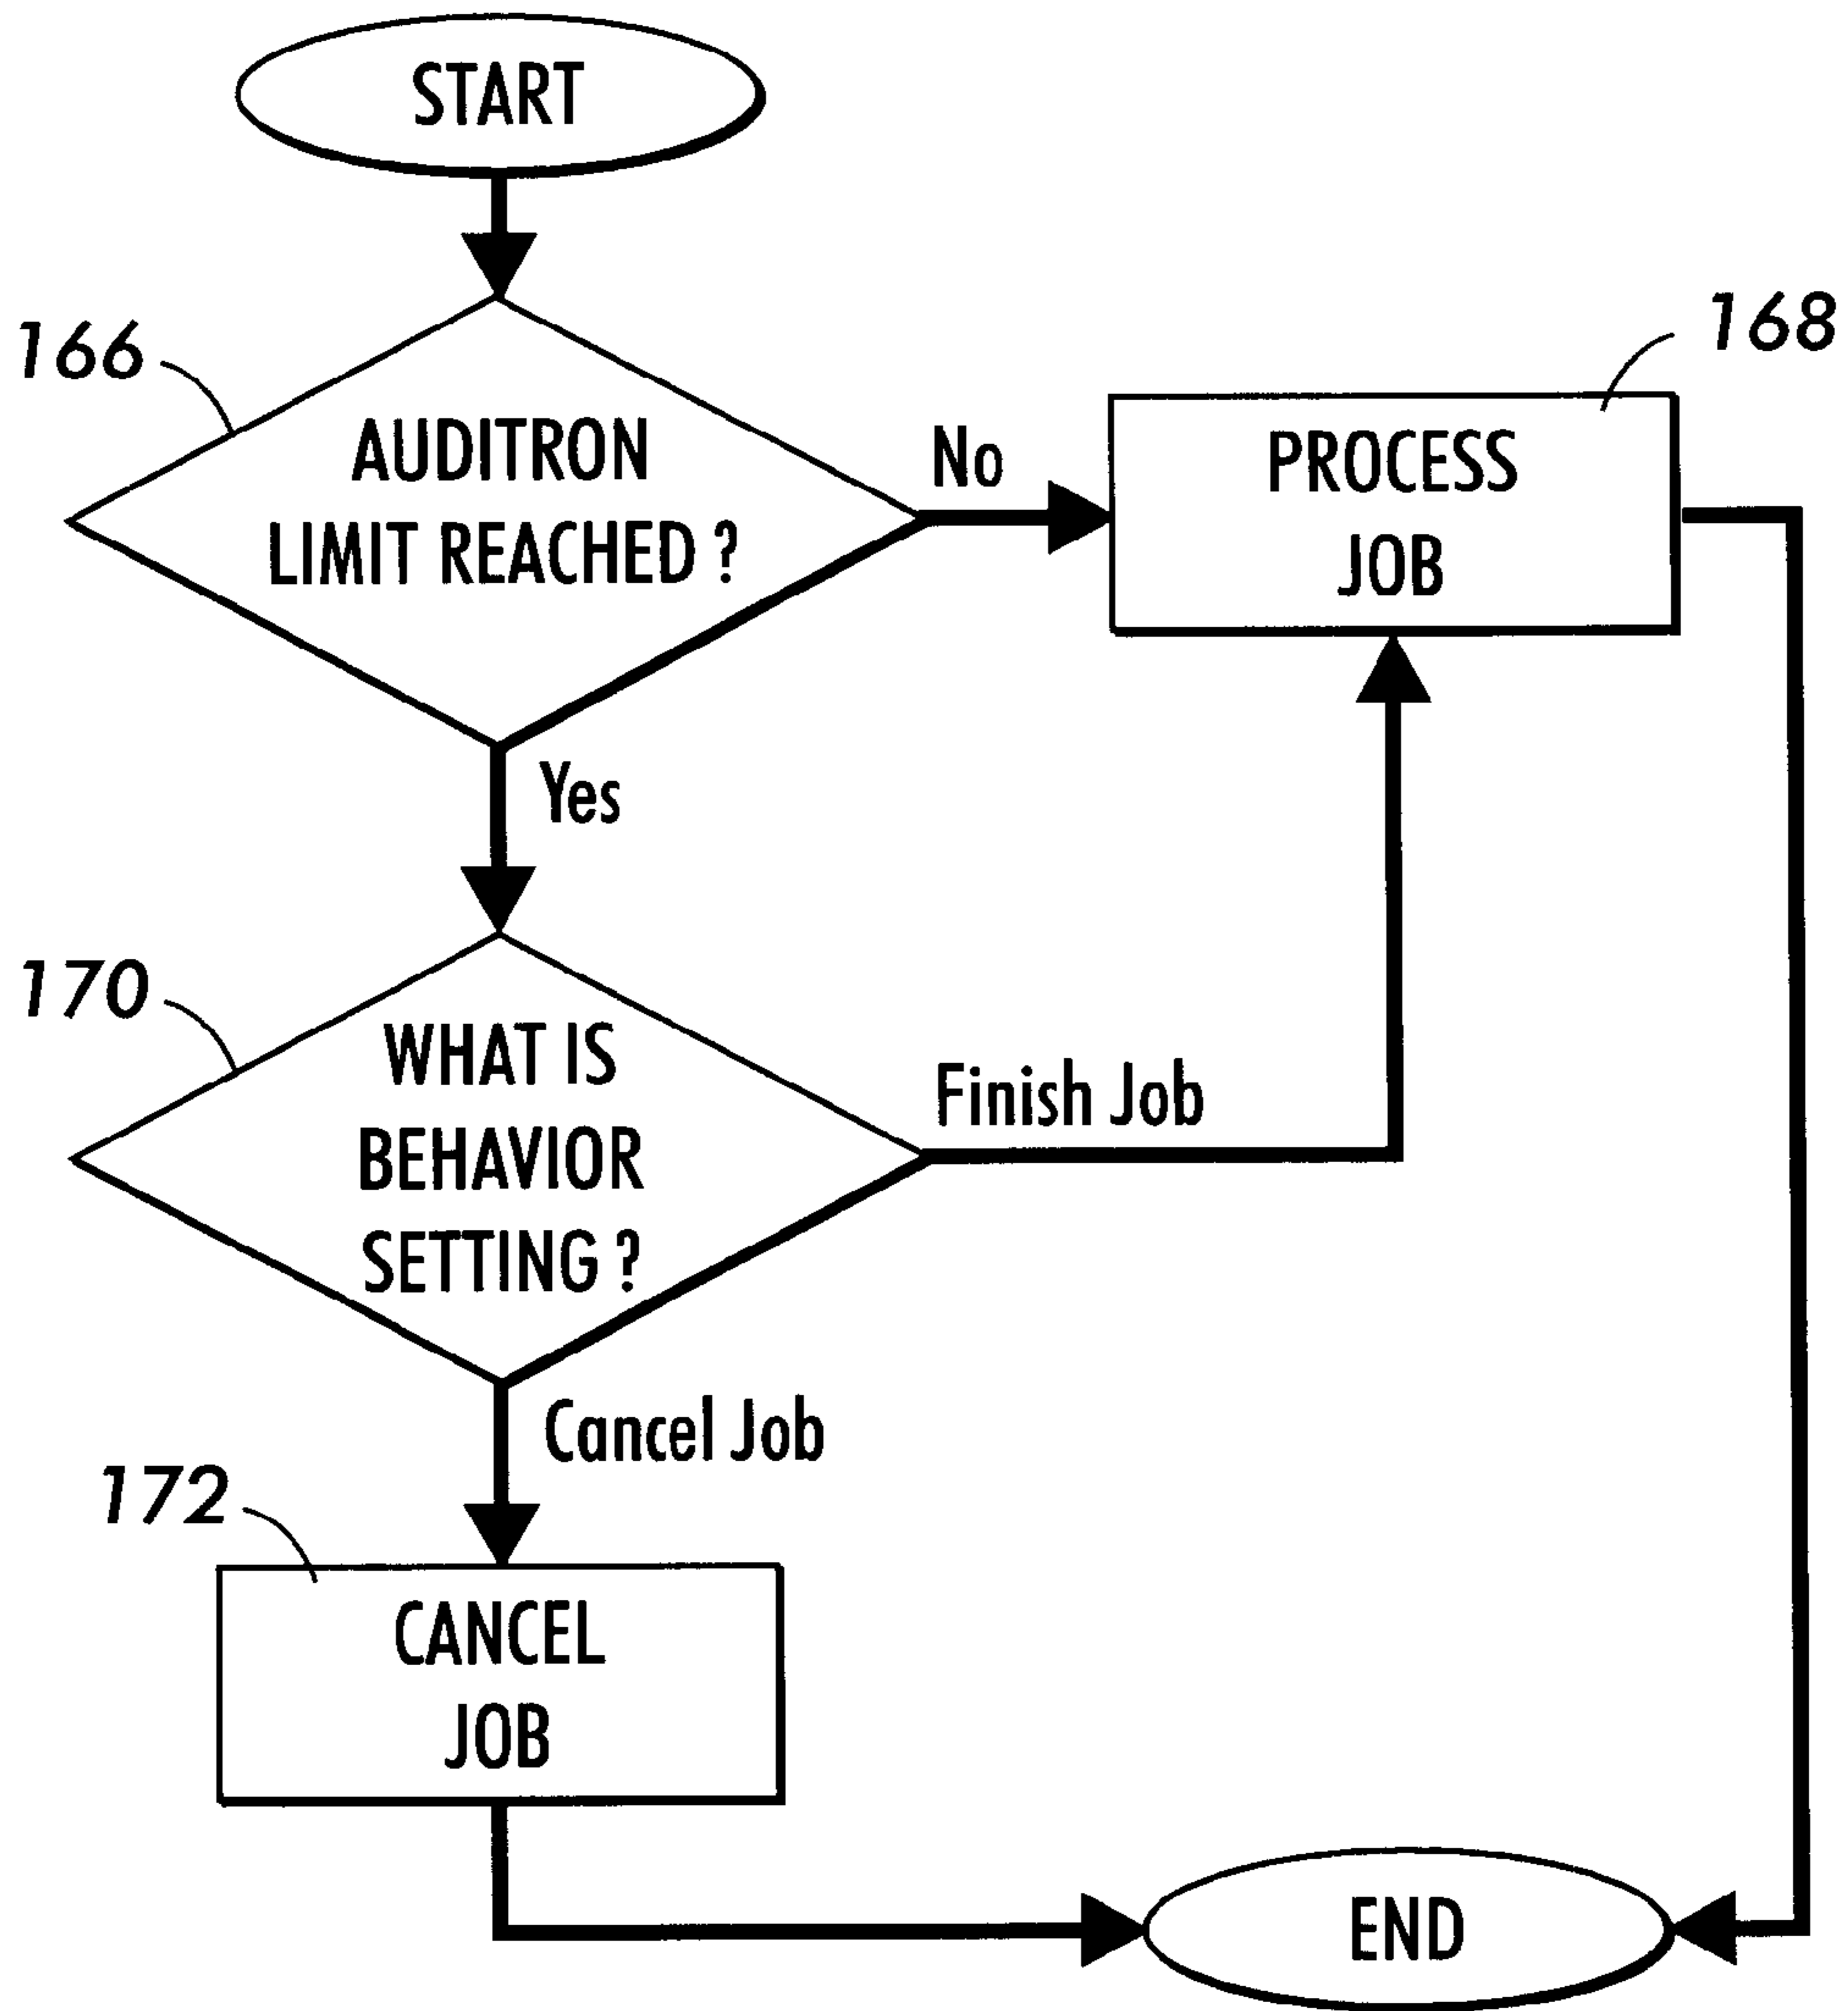 START
166
AUDITRON
LIMIT REACHED ?
No
168
PROCESS
JOB
Yes
170
WHAT IS
BEHAVIOR
SETTING ?
Finish Job
Cancel Job
172
CANCEL
JOB
END